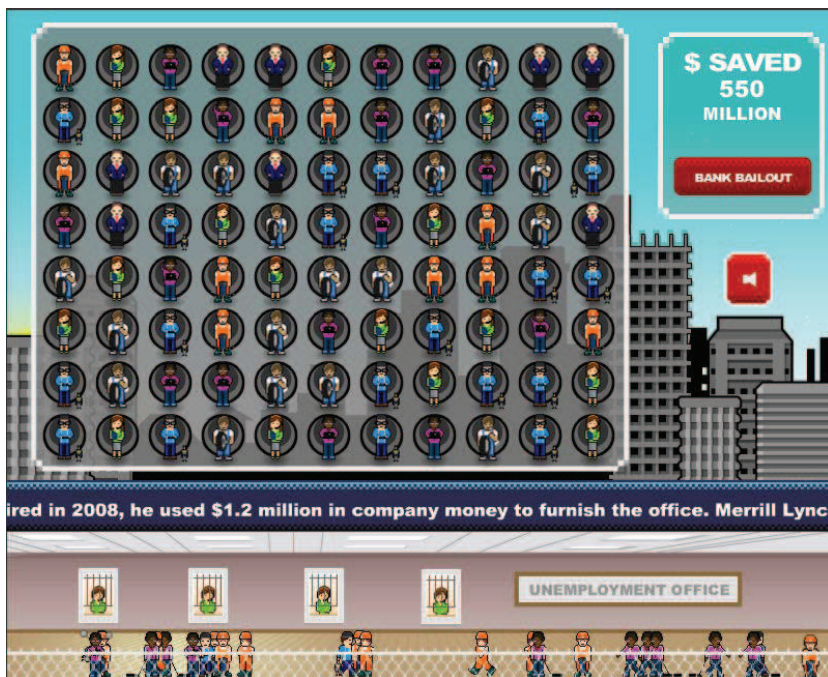 $ SAVED
550
MILLION
BANK BAILOUT
ired in 2008, he used $1.2 million in company money to furnish the office. Merrill Lync
UNEMPLOYMENT OFFICE